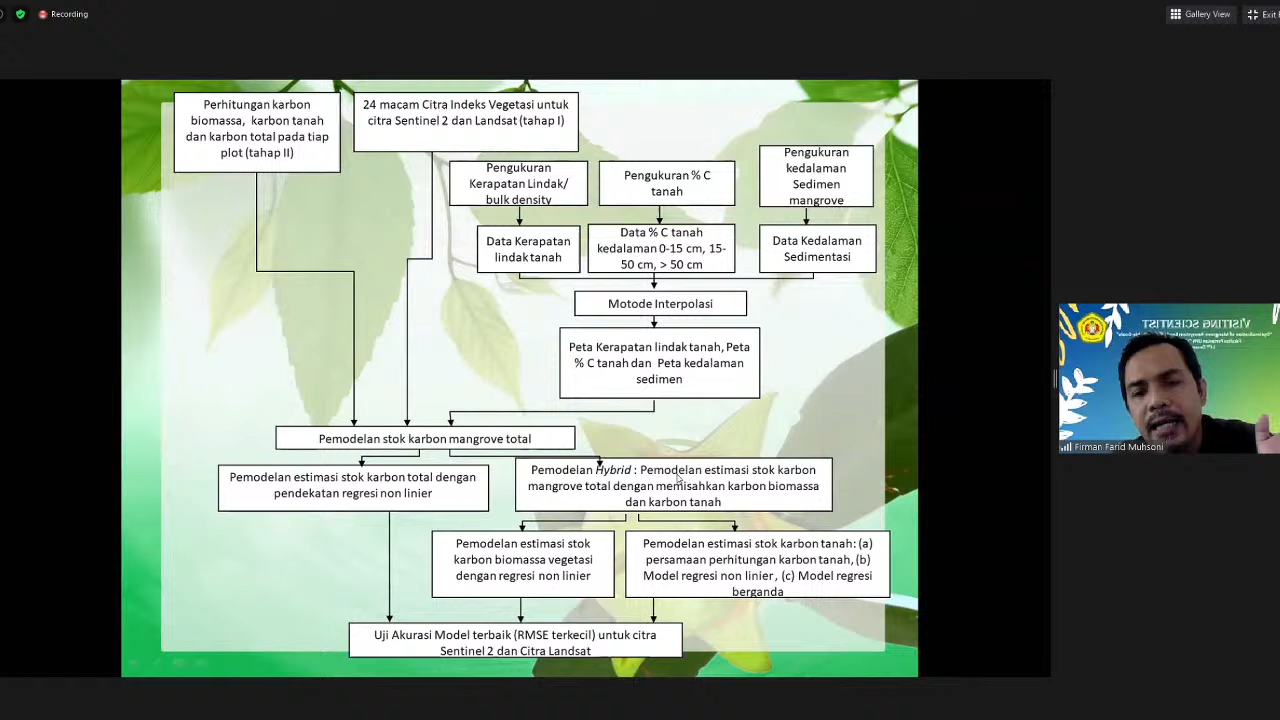 Recording
Gallery View
Exit
Perhitungan karbon
biomassa, karbon tanah
dan karbon total pada tiap
plot (tahap II)
24 macam Citra Indeks Vegetasi untuk
citra Sentinel 2 dan Landsat (tahap I)
Pengukuran
Kerapatan Lindak/
bulk density
Pengukuran % C
tanah
Pengukuran
kedalaman
Sedimen
mangrove
Data Kerapatan
lindak tanah
Data % C tanah
kedalaman 0-15 cm, 15-
50 cm, > 50 cm
Data Kedalaman
Sedimentasi
Motode Interpolasi
Peta Kerapatan lindak tanah, Peta
% C tanah dan Peta kedalaman
sedimen
Pemodelan stok karbon mangrove total
Pemodelan estimasi stok karbon total dengan
pendekatan regresi non linier
Pemodelan Hybrid : Pemodelan estimasi stok karbon
mangrove total dengan memisahkan karbon biomassa
dan karbon tanah
Pemodelan estimasi stok
karbon biomassa vegetasi
dengan regresi non linier
Pemodelan estimasi stok karbon tanah: (a)
persamaan perhitungan karbon tanah, (b)
Model regresi non linier , (c) Model regresi
berganda
Uji Akurasi Model terbaik (RMSE terkecil) untuk citra
Sentinel 2 dan Citra Landsat
VISITING SCIENTIST
Firman Farid Muhsoni